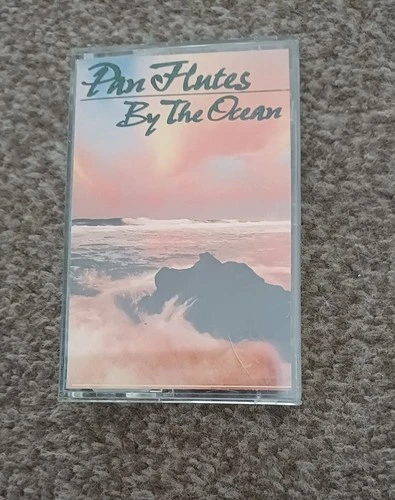 Pan Flutes
By The Ocean